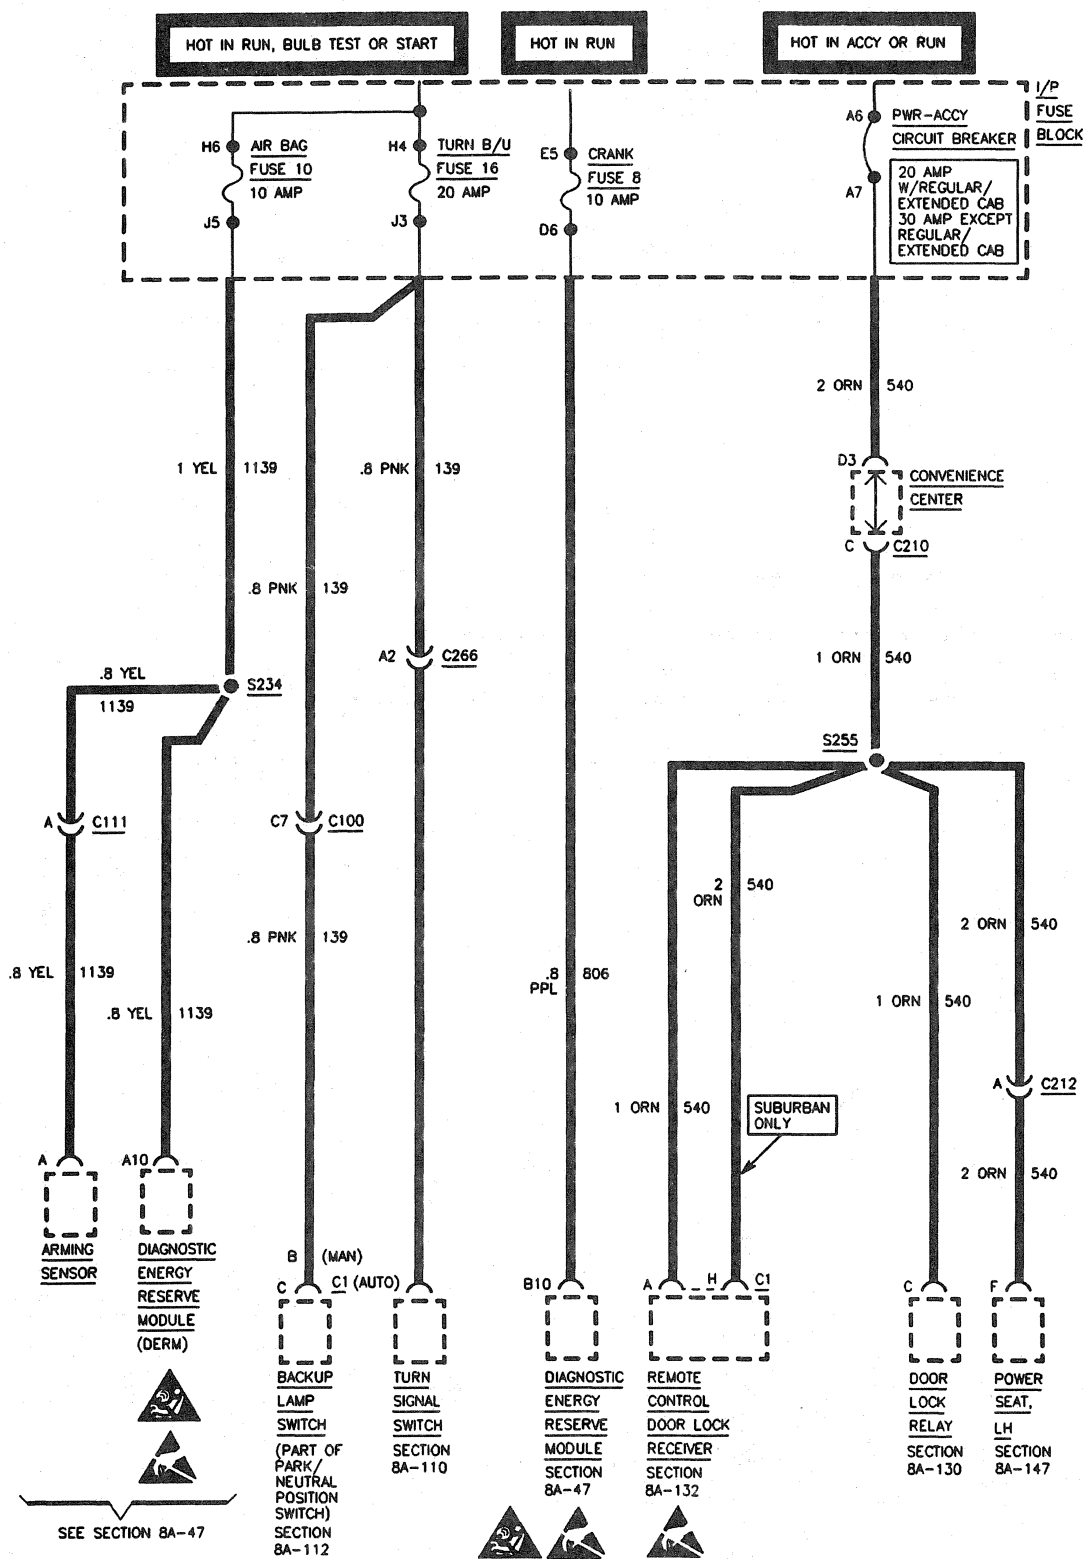 HOT IN RUN, BULB TEST OR START
HOT IN RUN
HOT IN ACCY OR RUN
I/P
FUSE
BLOCK
H6
AIR BAG
FUSE 10
10 AMP
J5
H4
TURN B/U
FUSE 16
20 AMP
J3
E5
CRANK
FUSE 8
10 AMP
D6
A6
PWR-ACCY
CIRCUIT BREAKER
A7
20 AMP
W/REGULAR/
EXTENDED CAB
30 AMP EXCEPT
REGULAR/
EXTENDED CAB
2 ORN 540
1 YEL 1139
.8 PNK 139
D3
CONVENIENCE
CENTER
C C210
.8 PNK 139
A2 C266
1 ORN 540
.8 YEL
1139
S234
S255
A C111
C7 C100
2
ORN
540
.8 PNK 139
2 ORN 540
.8 YEL 1139
.8
PPL
806
1 ORN 540
.8 YEL 1139
A C212
1 ORN 540
SUBURBAN
ONLY
2 ORN 540
A
ARMING
SENSOR
A10
DIAGNOSTIC
ENERGY
RESERVE
MODULE
(DERM)
SEE SECTION 8A-47
B (MAN)
C C1 (AUTO)
BACKUP
LAMP
SWITCH
(PART OF
PARK/
NEUTRAL
POSITION
SWITCH)
SECTION
8A-112
TURN
SIGNAL
SWITCH
SECTION
8A-110
B10
DIAGNOSTIC
ENERGY
RESERVE
MODULE
SECTION
8A-47
A H C1
REMOTE
CONTROL
DOOR LOCK
RECEIVER
SECTION
8A-132
C
DOOR
LOCK
RELAY
SECTION
8A-130
F
POWER
SEAT,
LH
SECTION
8A-147